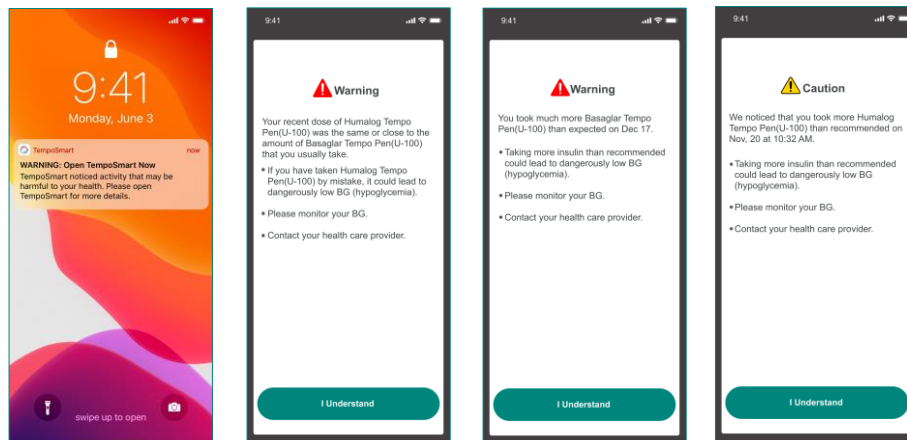 9:41
Monday, June 3
TempoSmart
now
WARNING: Open TempoSmart Now
TempoSmart noticed activity that may be
harmful to your health. Please open
TempoSmart for more details.
swipe up to open
9:41
Warning
Your recent dose of Humalog Tempo
Pen(U-100) was the same or close to the
amount of Basaglar Tempo Pen(U-100)
that you usually take.
• If you have taken Humalog Tempo
Pen(U-100) by mistake, it could lead to
dangerously low BG (hypoglycemia).
• Please monitor your BG.
• Contact your health care provider.
I Understand
9:41
Warning
You took much more Basaglar Tempo
Pen(U-100) than expected on Dec 17.
• Taking more insulin than recommended
could lead to dangerously low BG
(hypoglycemia).
• Please monitor your BG.
• Contact your health care provider.
I Understand
9:41
Caution
We noticed that you took more Humalog
Tempo Pen(U-100) than recommended on
Nov, 20 at 10:32 AM.
• Taking more insulin than recommended
could lead to dangerously low BG
(hypoglycemia).
• Please monitor your BG.
• Contact your health care provider.
I Understand